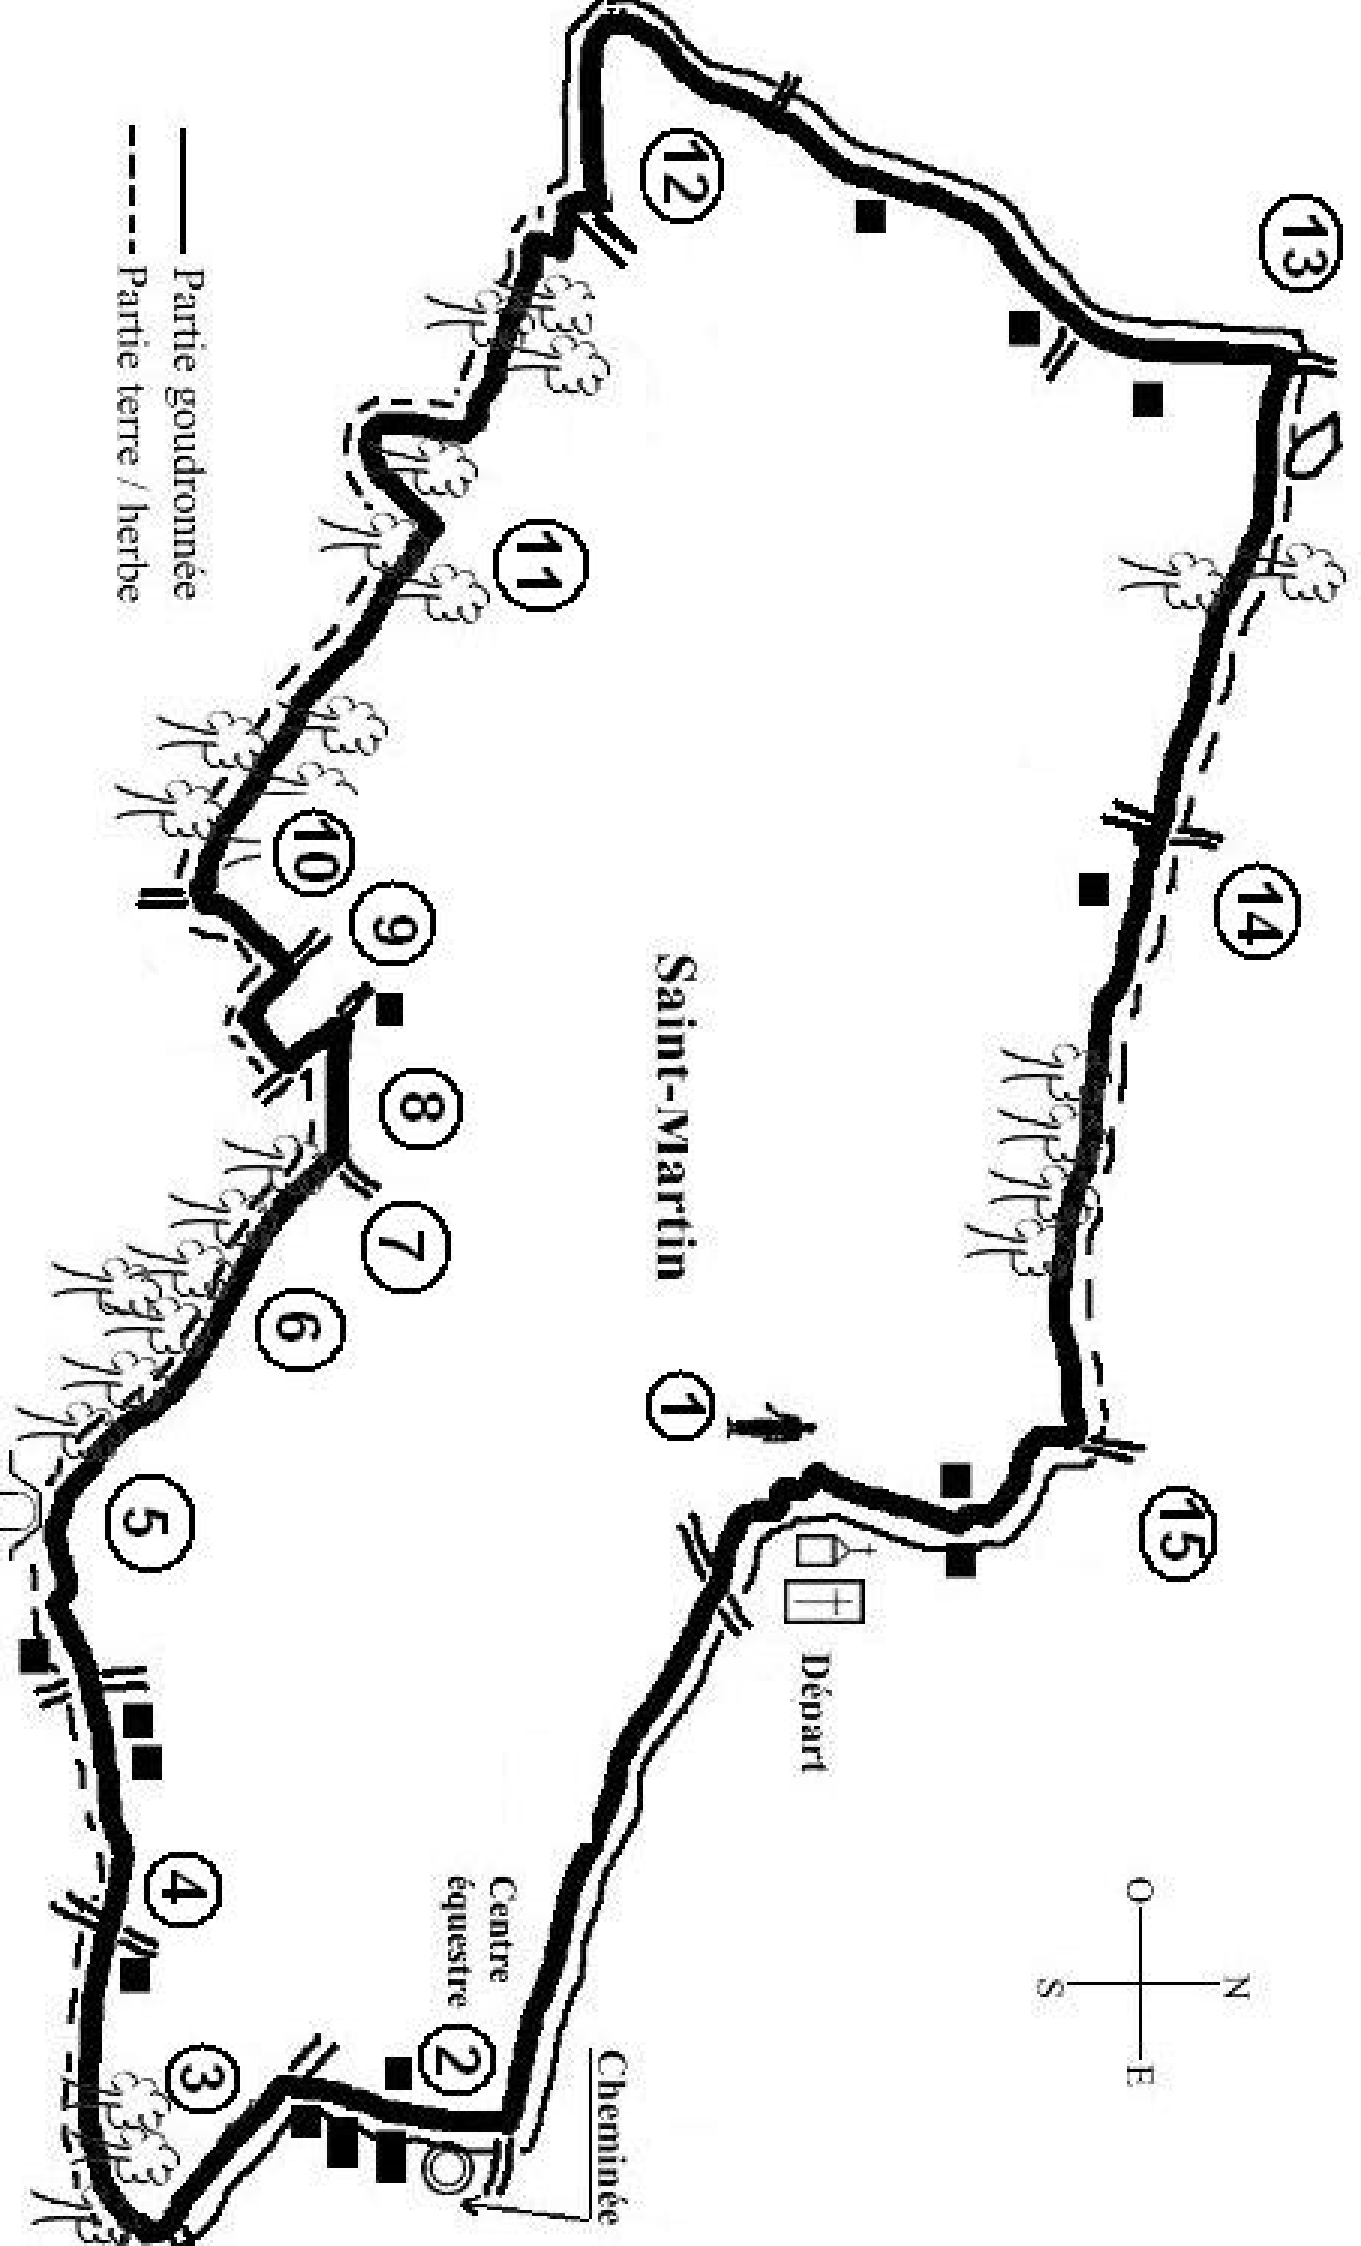 13
12
14
15
11
10
9
8
7
6
5
4
3
2
1
Saint-Martin
Départ
Centre
équestre
Cheminée
N
O
E
S
Partie goudronnée
Partie terre / herbe